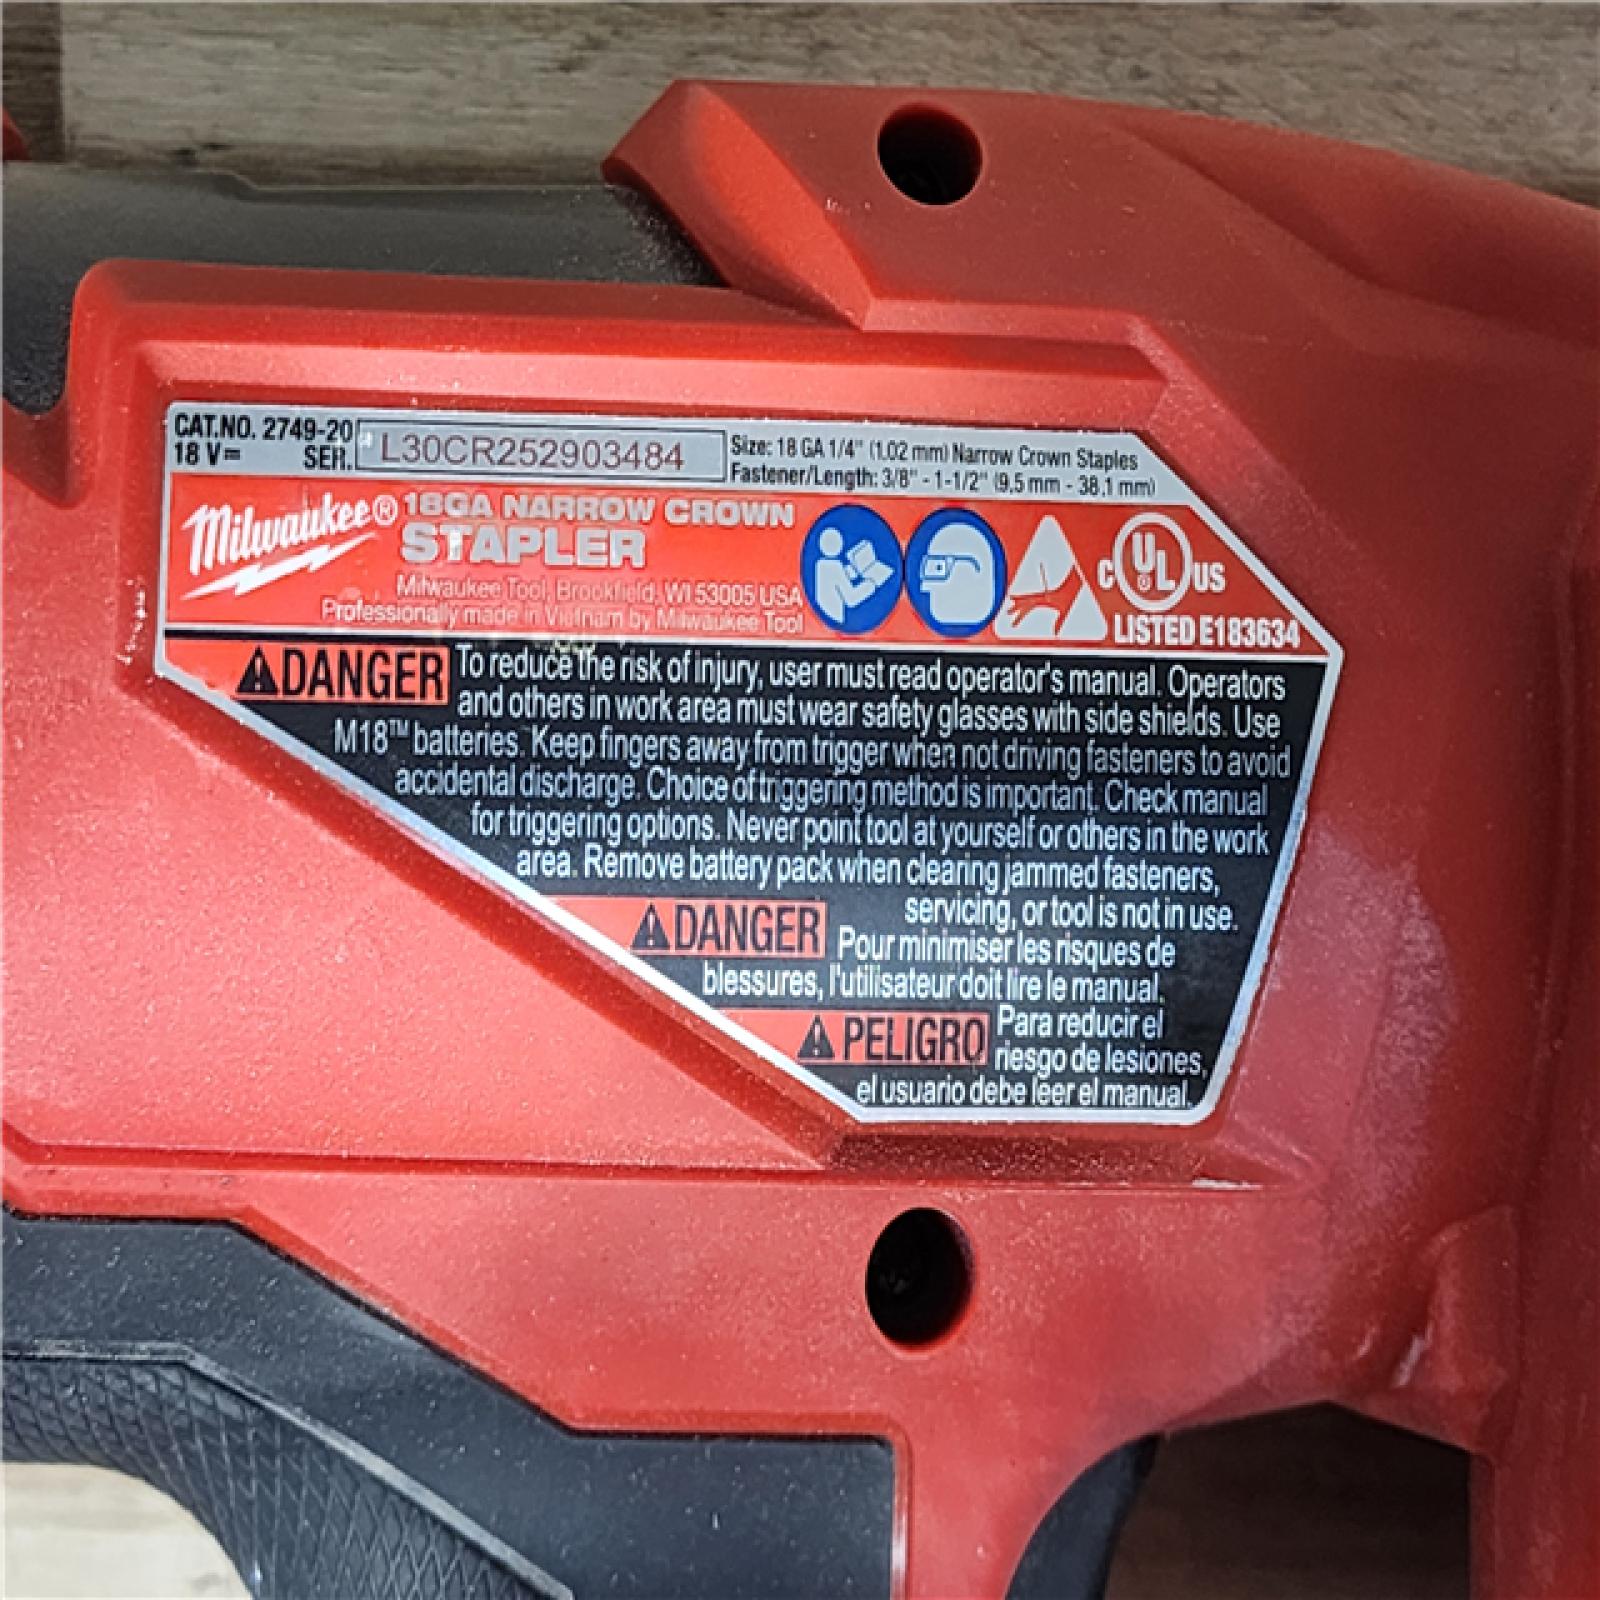 CAT.NO. 2749-20
18 V SER. L30CR252903484
Size: 18 GA 1/4" (1.02 mm) Narrow Crown Staples
Fastener/Length: 3/8" - 1-1/2" (9,5 mm - 38,1 mm)
Milwaukee® 18GA NARROW CROWN
STAPLER
Milwaukee Tool, Brookfield, WI 53005 USA
Professionally made in Vietnam by Milwaukee Tool
C UL ® US
LISTED E183634
DANGER To reduce the risk of injury, user must read operator's manual. Operators
and others in work area must wear safety glasses with side shields. Use
M18™ batteries. Keep fingers away from trigger when not driving fasteners to avoid
accidental discharge. Choice of triggering method is important. Check manual
for triggering options. Never point tool at yourself or others in the work
area. Remove battery pack when clearing jammed fasteners,
servicing, or tool is not in use.
DANGER Pour minimiser les risques de
blessures, l'utilisateur doit lire le manual.
PELIGRO Para reducir el
riesgo de lesiones,
el usuario debe leer el manual.